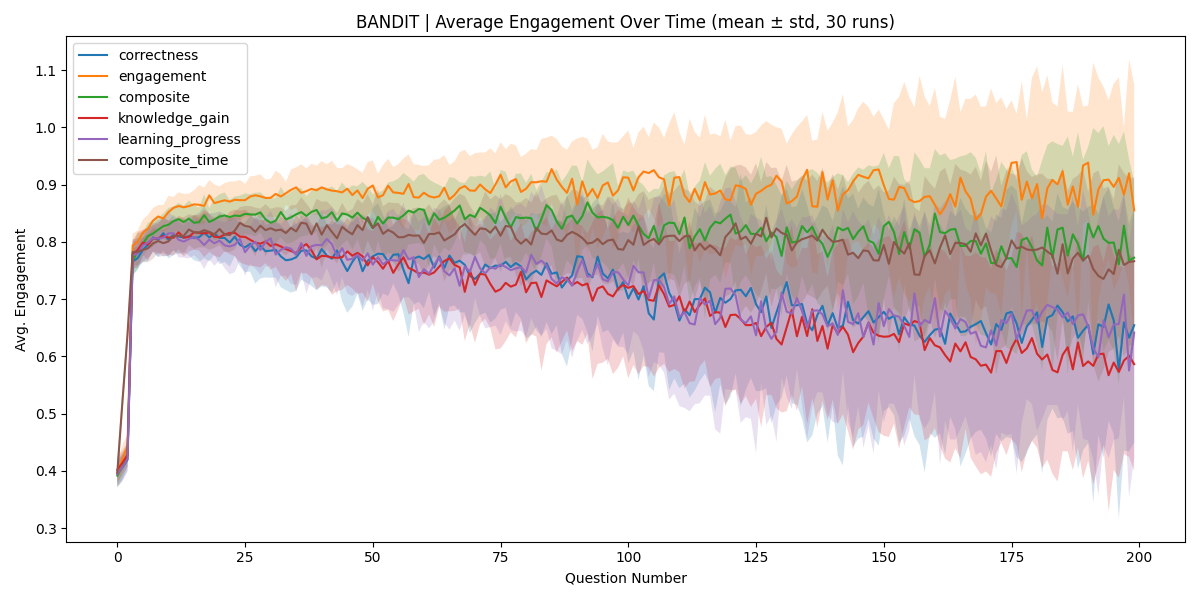 BANDIT | Average Engagement Over Time (mean ± std, 30 runs)
correctness
engagement
composite
knowledge_gain
learning_progress
composite_time
Avg. Engagement
1.1
1.0
0.9
0.8
0.7
0.6
0.5
0.4
0.3
0 25 50 75 100 125 150 175 200
Question Number